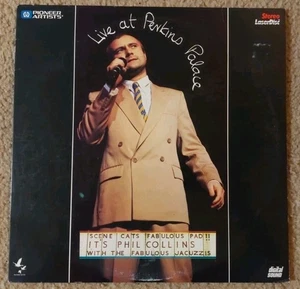 PIONEER
ARTISTS
Stereo
LaserDisc
Live at Perkins Palace
SCENE CATS FABULOUS PAD!!
ITS PHIL COLLINS
WITH THE FABULOUS JACUZZIS
digital
SOUND